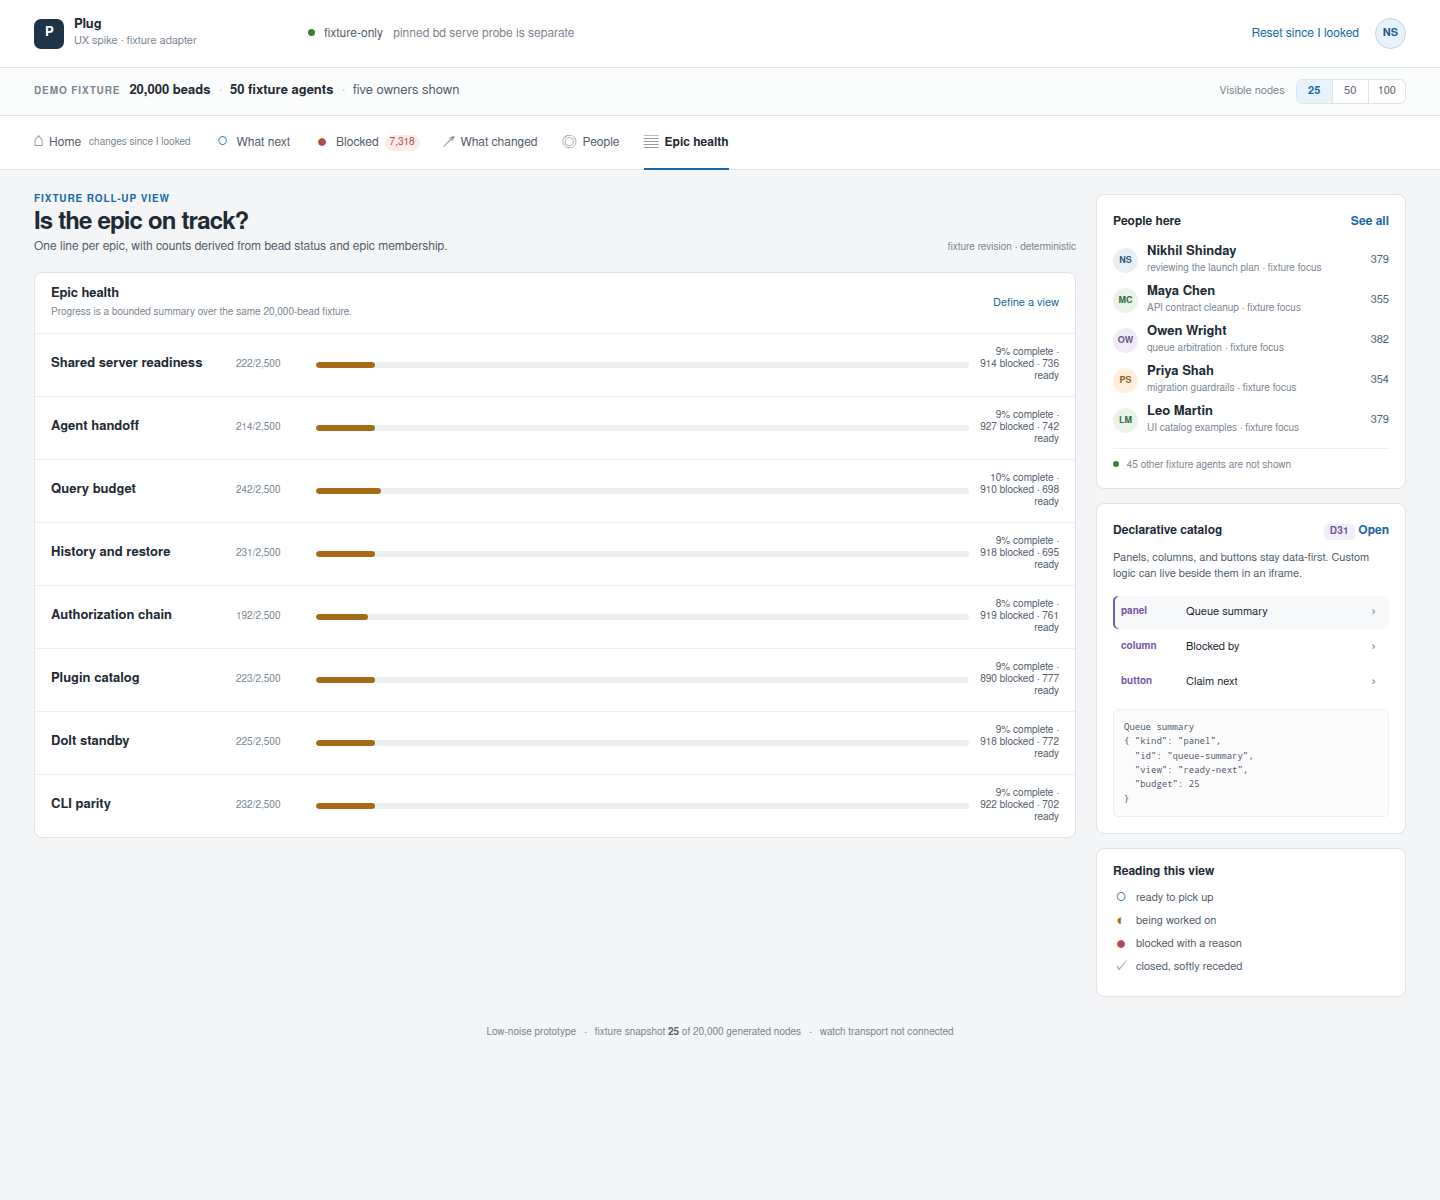 P
Plug
UX spike · fixture adapter
fixture-only pinned bd serve probe is separate
Reset since I looked
NS
DEMO FIXTURE 20,000 beads · 50 fixture agents · five owners shown
Visible nodes 25 50 100
Home changes since I looked
What next
Blocked 7,318
What changed
People
Epic health
FIXTURE ROLL-UP VIEW
Is the epic on track?
One line per epic, with counts derived from bead status and epic membership.
fixture revision · deterministic
Epic health
Progress is a bounded summary over the same 20,000-bead fixture.
Define a view
Shared server readiness 222/2,500
9% complete ·
914 blocked · 736
ready
Agent handoff 214/2,500
9% complete ·
927 blocked · 742
ready
Query budget 242/2,500
10% complete ·
910 blocked · 698
ready
History and restore 231/2,500
9% complete ·
918 blocked · 695
ready
Authorization chain 192/2,500
8% complete ·
919 blocked · 761
ready
Plugin catalog 223/2,500
9% complete ·
890 blocked · 777
ready
Dolt standby 225/2,500
9% complete ·
918 blocked · 772
ready
CLI parity 232/2,500
9% complete ·
922 blocked · 702
ready
People here See all
NS Nikhil Shinday 379
reviewing the launch plan · fixture focus
MC Maya Chen 355
API contract cleanup · fixture focus
OW Owen Wright 382
queue arbitration · fixture focus
PS Priya Shah 354
migration guardrails · fixture focus
LM Leo Martin 379
UI catalog examples · fixture focus
45 other fixture agents are not shown
Declarative catalog D31 Open
Panels, columns, and buttons stay data-first. Custom
logic can live beside them in an iframe.
panel Queue summary ›
column Blocked by ›
button Claim next ›
Queue summary
{ "kind": "panel",
"id": "queue-summary",
"view": "ready-next",
"budget": 25
}
Reading this view
ready to pick up
being worked on
blocked with a reason
closed, softly receded
Low-noise prototype · fixture snapshot 25 of 20,000 generated nodes · watch transport not connected